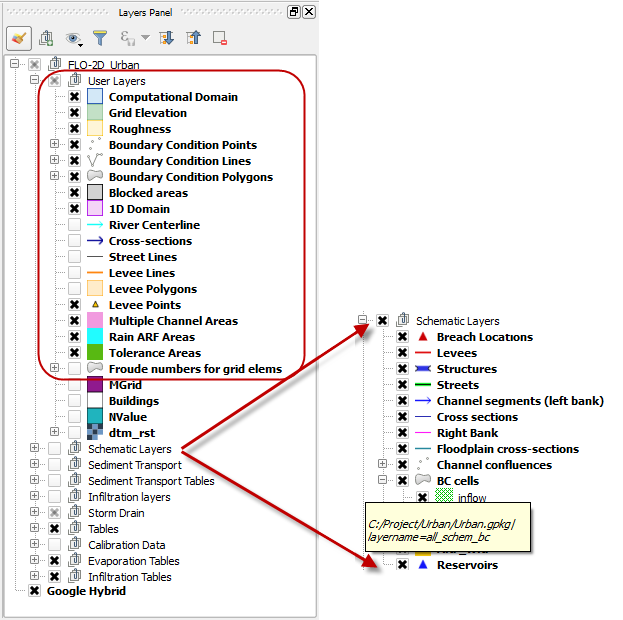 Layers Panel
FLO-2D_Urban
User Layers
Computational Domain
Grid Elevation
Roughness
Boundary Condition Points
Boundary Condition Lines
Boundary Condition Polygons
Blocked areas
1D Domain
River Centerline
Cross-sections
Street Lines
Levee Lines
Levee Polygons
Levee Points
Multiple Channel Areas
Rain ARF Areas
Tolerance Areas
Froude numbers for grid elems
MGrid
Buildings
NValue
dtm_rst
Schematic Layers
Sediment Transport
Sediment Transport Tables
Infiltration layers
Storm Drain
Tables
Calibration Data
Evaporation Tables
Infiltration Tables
Google Hybrid
Schematic Layers
Breach Locations
Levees
Structures
Streets
Channel segments (left bank)
Cross sections
Right Bank
Floodplain cross-sections
Channel confluences
BC cells
inflow
C:/Project/Urban/Urban.gpkg|
layername=all_schem_bc
Reservoirs